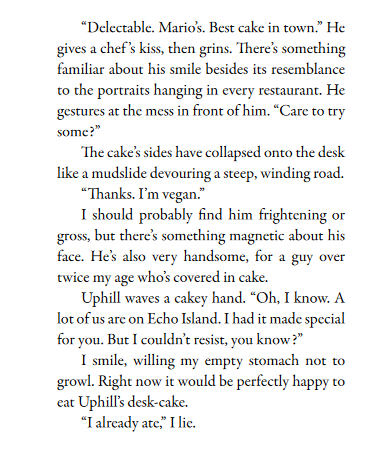 “Delectable. Mario’s. Best cake in town.” He
gives a chef’s kiss, then grins. There’s something
familiar about his smile besides its resemblance
to the portraits hanging in every restaurant. He
gestures at the mess in front of him. “Care to try
some?”
The cake’s sides have collapsed onto the desk
like a mudslide devouring a steep, winding road.
“Thanks. I’m vegan.”
I should probably find him frightening or
gross, but there’s something magnetic about his
face. He’s also very handsome, for a guy over
twice my age who’s covered in cake.
Uphill waves a cakey hand. “Oh, I know. A
lot of us are on Echo Island. I had it made special
for you. But I couldn’t resist, you know?”
I smile, willing my empty stomach not to
growl. Right now it would be perfectly happy to
eat Uphill’s desk-cake.
“I already ate,” I lie.